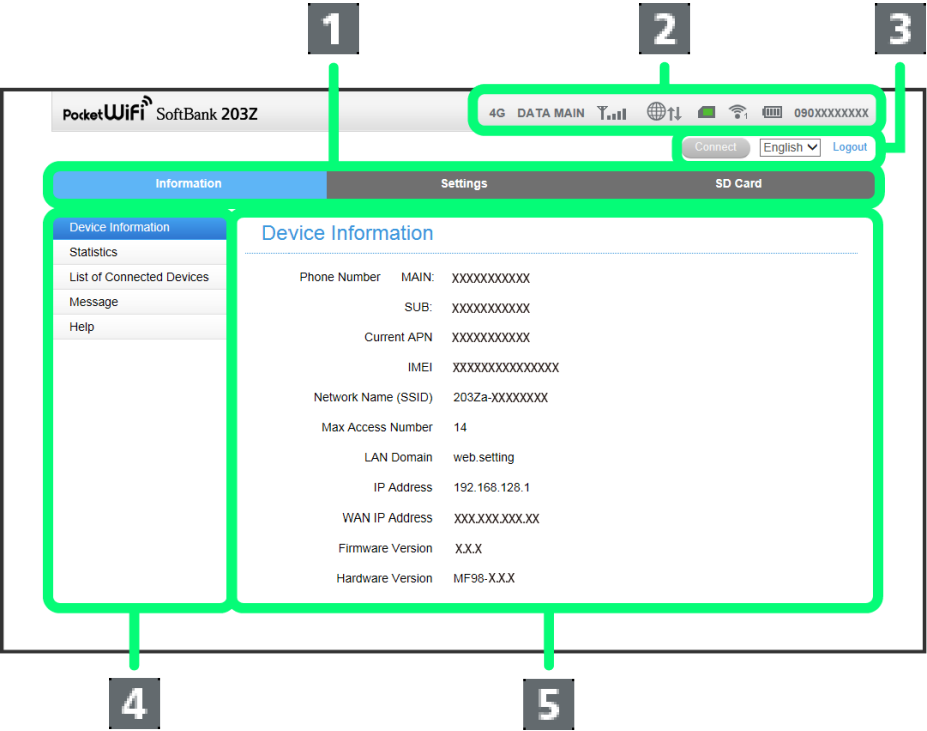 1 2 3
Pocket WiFi SoftBank 203Z 4G DATA MAIN 1 090XXXXXXXX
Connect English Logout
Information Settings SD Card
Device Information
Statistics
List of Connected Devices
Message
Help
Device Information
Phone Number MAIN: XXXXXXXXXXX
SUB: XXXXXXXXXXX
Current APN XXXXXXXXXXX
IMEI XXXXXXXXXXXXXXX
Network Name (SSID) 203Za-XXXXXXXX
Max Access Number 14
LAN Domain web.setting
IP Address 192.168.128.1
WAN IP Address XXX.XXX.XXX.XX
Firmware Version X.X.X
Hardware Version MF98-X.X.X
4 5